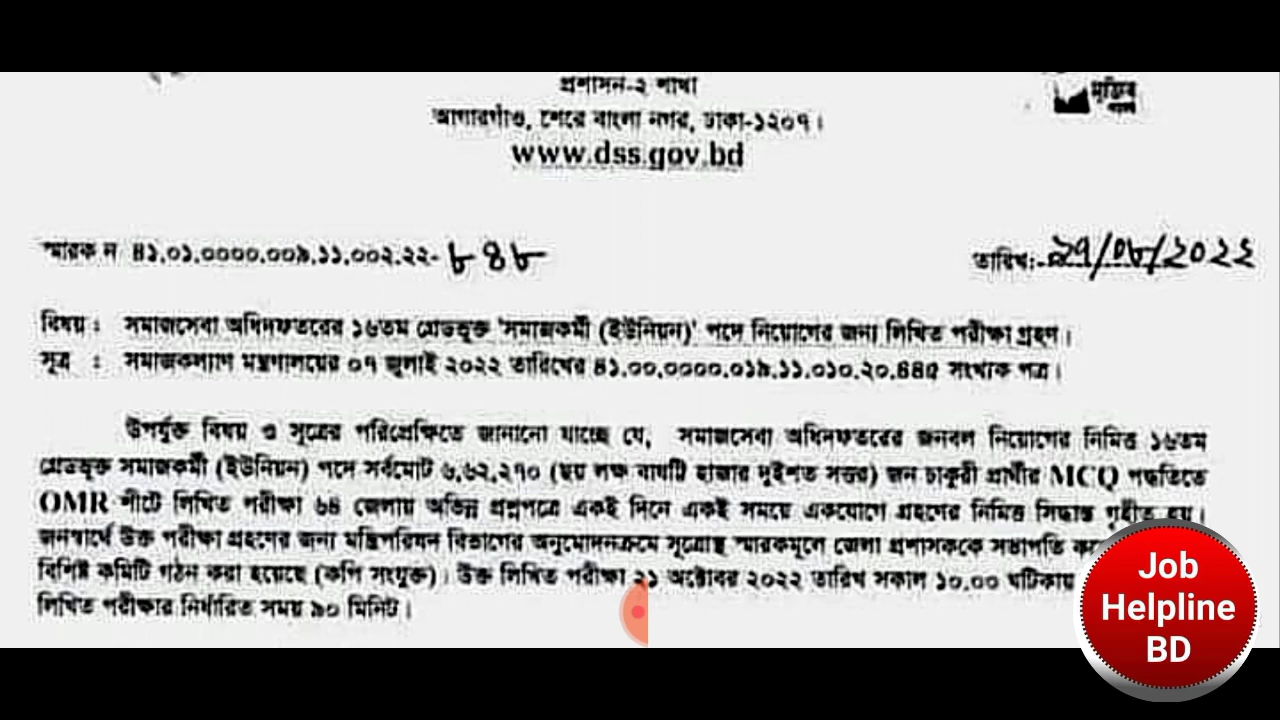 প্রশাসন-২ শাখা
আগারগাঁও, শেরে বাংলা নগর, ঢাকা-১২০৭।
www.dss.gov.bd
মুজিব
স্মারক ন ৪১.০১.০০০০.০০৯.১১.০০২.২২- ৮৪৮
তারিখ:- ১৭/০৮/২০২২
বিষয় : সমাজসেবা অধিদফতরের ১৬তম গ্রেডভূক্ত 'সমাজকর্মী (ইউনিয়ন)' পদে নিয়োগের জন্য লিখিত পরীক্ষা গ্রহণ।
সূত্র : সমাজকল্যাণ মন্ত্রণালয়ের ০৭ জুলাই ২০২২ তারিখের ৪১.০০.০০০০.০১৯.১১.০১০.২০.৪৪৫ সংখ্যক পত্র।
উপর্যুক্ত বিষয় ও সূত্রের পরিপ্রেক্ষিতে জানানো যাচ্ছে যে, সমাজসেবা অধিদফতরের জনবল নিয়োগের নিমিত্ত ১৬তম
গ্রেডভূক্ত সমাজকর্মী (ইউনিয়ন) পদে সর্বমোট ৬,৬২,২৭০ (ছয় লক্ষ বাষট্টি হাজার দুইশত সত্তর) জন চাকুরী প্রার্থীর MCQ পদ্ধতিতে
OMR শীটে লিখিত পরীক্ষা ৬৪ জেলায় অভিন্ন প্রশ্নপত্রে একই দিনে একই সময়ে একযোগে গ্রহণের নিমিত্ত সিদ্ধান্ত গৃহীত হয়।
জনস্বার্থে উক্ত পরীক্ষা গ্রহণের জন্য মন্ত্রিপরিষদ বিভাগের অনুমোদনক্রমে সূত্রোস্থ স্মারকমূলে জেলা প্রশাসককে সভাপতি
বিশিষ্ট কমিটি গঠন করা হয়েছে (কপি সংযুক্ত)। উক্ত লিখিত পরীক্ষা ২১ অক্টোবর ২০২২ তারিখ সকাল ১০.০০ ঘটিকায়
লিখিত পরীক্ষার নির্ধারিত সময় ৯০ মিনিট।
Job
Helpline
BD